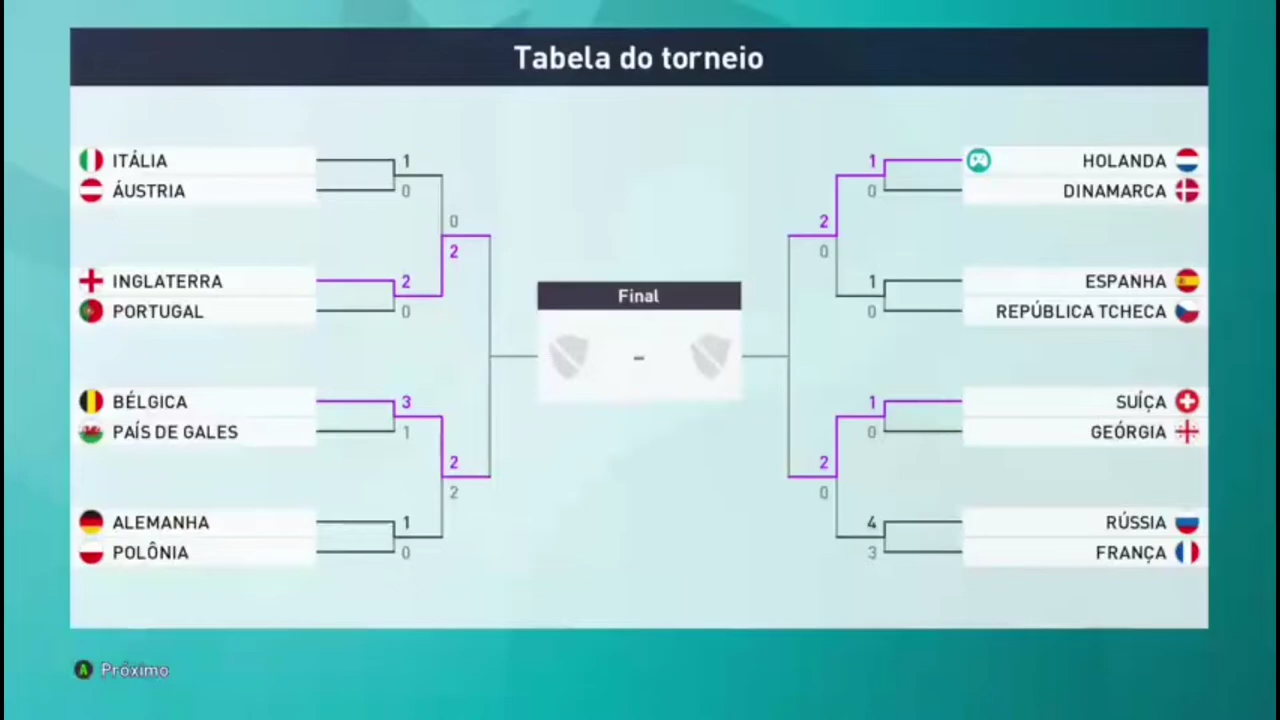 Tabela do torneio
ITÁLIA 1
ÁUSTRIA 0
0
2
INGLATERRA 2
PORTUGAL 0
BÉLGICA 3
PAÍS DE GALES 1
2
2
ALEMANHA 1
POLÔNIA 0
Final
-
1 HOLANDA
0 DINAMARCA
2
0
1 ESPANHA
0 REPÚBLICA TCHECA
1 SUÍÇA
0 GEÓRGIA
2
0
4 RÚSSIA
3 FRANÇA
A Próximo